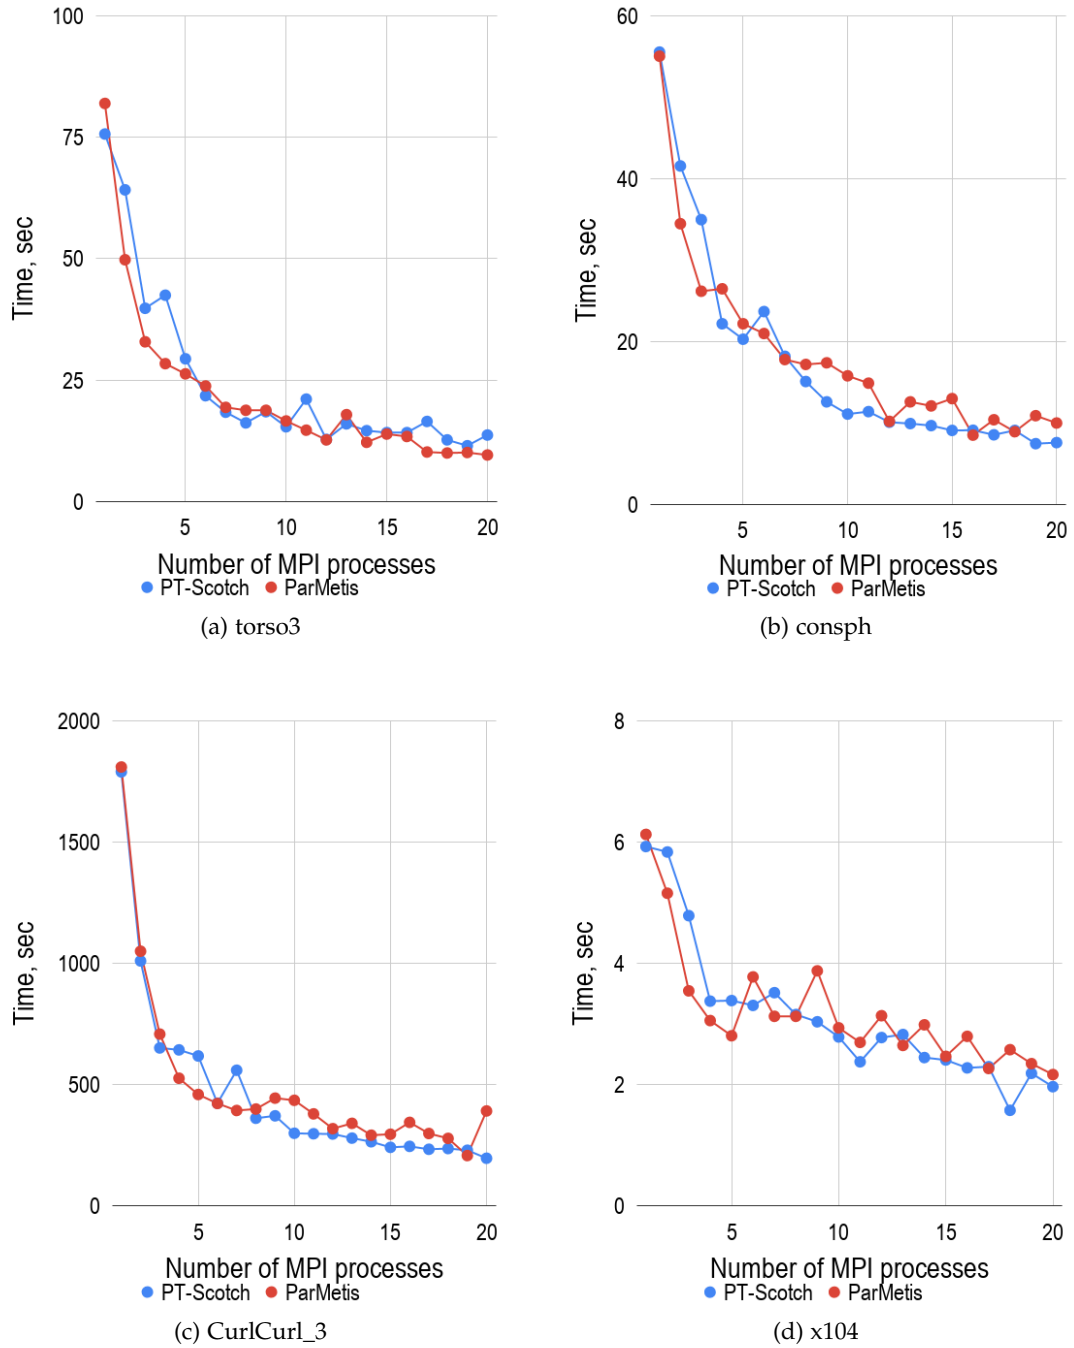 100
75
50
25
0
Time, sec
5 10 15 20
Number of MPI processes
PT-Scotch ParMetis
(a) torso3
60
40
20
0
Time, sec
5 10 15 20
Number of MPI processes
PT-Scotch ParMetis
(b) consph
2000
1500
1000
500
0
Time, sec
5 10 15 20
Number of MPI processes
PT-Scotch ParMetis
(c) CurlCurl_3
8
6
4
2
0
Time, sec
5 10 15 20
Number of MPI processes
PT-Scotch ParMetis
(d) x104